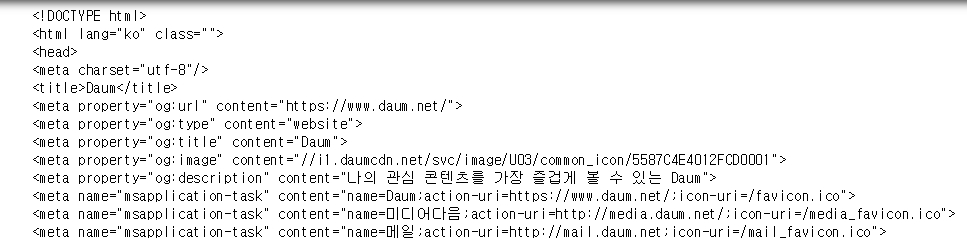 <!DOCTYPE html>
<html lang="ko" class="">
<head>
<meta charset="utf-8"/>
<title>Daum</title>
<meta property="og:url" content="https://www.daum.net/">
<meta property="og:type" content="website">
<meta property="og:title" content="Daum">
<meta property="og:image" content="//i1.daumcdn.net/svc/image/U03/common_icon/5587C4E4012FCD0001">
<meta property="og:description" content="나의 관심 콘텐츠를 가장 즐겁게 볼 수 있는 Daum">
<meta name="msapplication-task" content="name=Daum;action-uri=https://www.daum.net/;icon-uri=/favicon.ico">
<meta name="msapplication-task" content="name=미디어다음;action-uri=http://media.daum.net/;icon-uri=/media_favicon.ico">
<meta name="msapplication-task" content="name=메일;action-uri=http://mail.daum.net;icon-uri=/mail_favicon.ico">